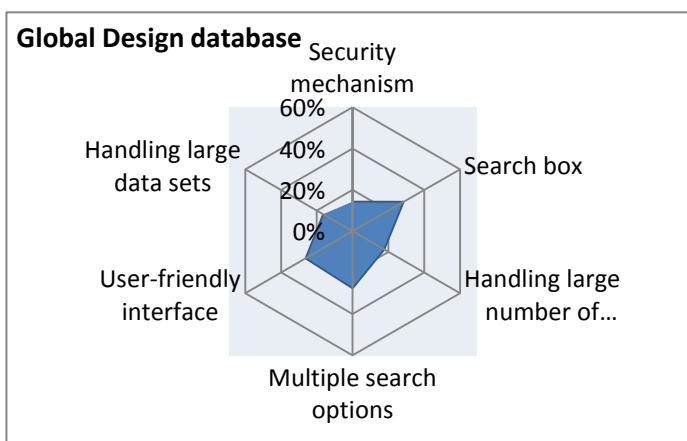 Global Design database
Security
mechanism
60%
40%
20%
0%
Handling large
data sets
Search box
User-friendly
interface
Handling large
number of…
Multiple search
options